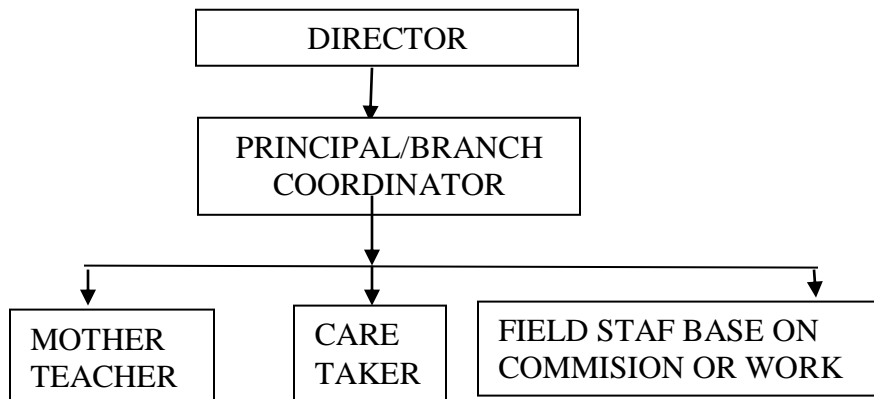 DIRECTOR
PRINCIPAL/BRANCH
COORDINATOR
MOTHER
TEACHER
CARE
TAKER
FIELD STAF BASE ON
COMMISION OR WORK